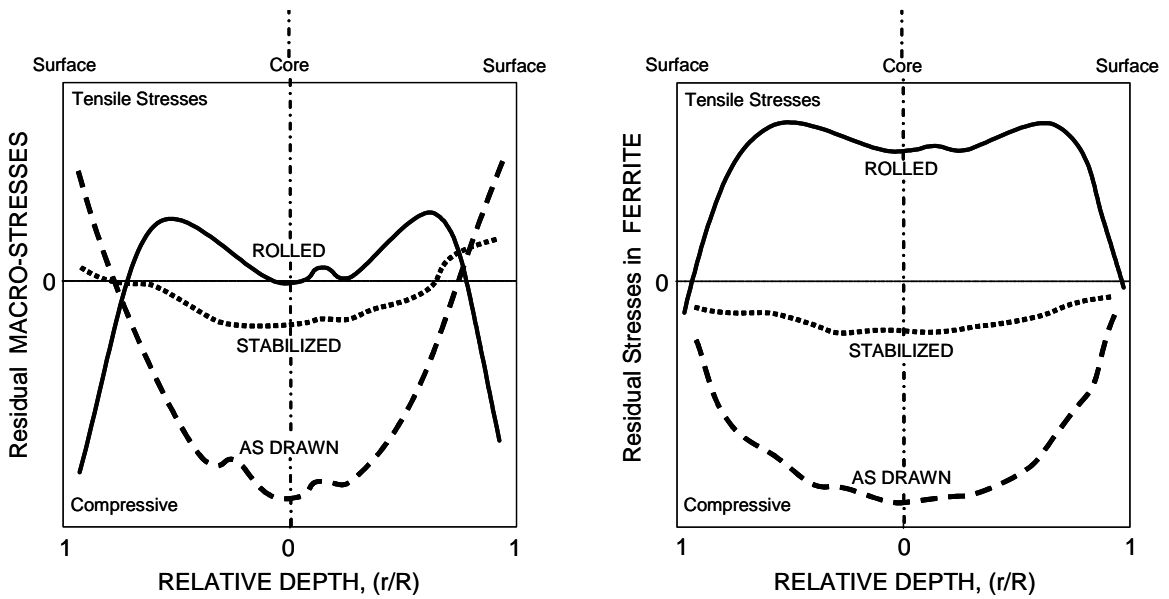 Surface
Core
Surface
Tensile Stresses
Residual MACRO-STRESSES
0
ROLLED
STABILIZED
AS DRAWN
Compressive
1
0
1
RELATIVE DEPTH, (r/R)
Surface
Core
Surface
Tensile Stresses
Residual Stresses in FERRITE
ROLLED
0
STABILIZED
AS DRAWN
Compressive
1
0
1
RELATIVE DEPTH, (r/R)